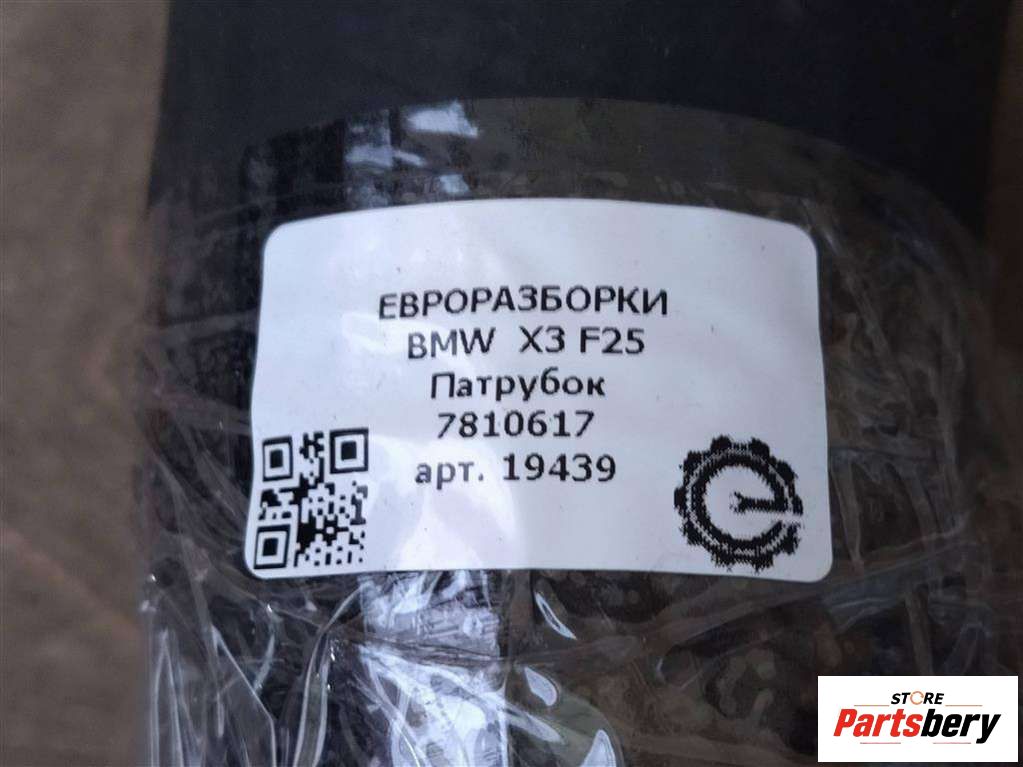 ЕВРОРАЗБОРКИ
BMW X3 F25
Патрубок
7810617
арт. 19439
STORE
Partsbery